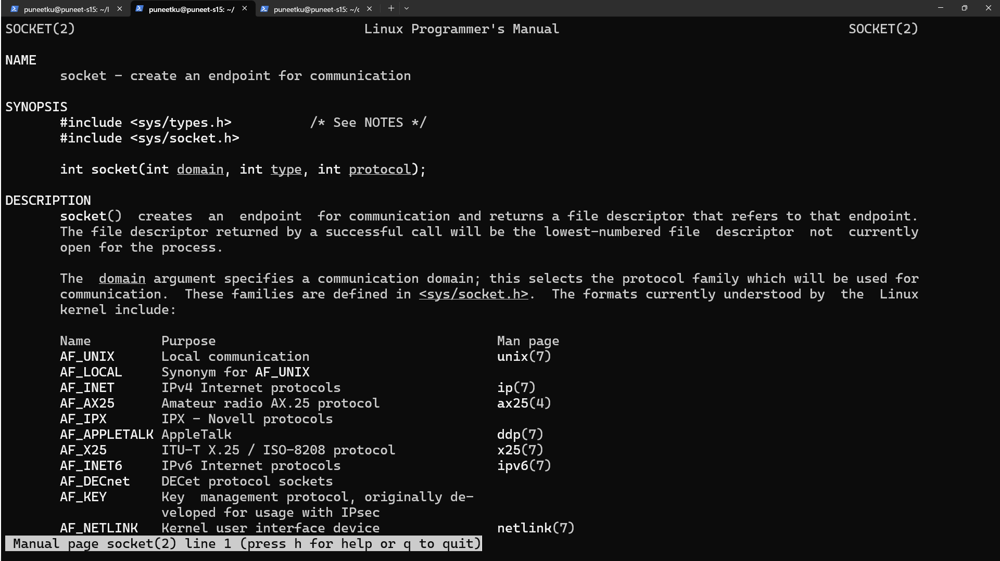 puneetku@puneet-s15: ~/l
puneetku@puneet-s15: ~/
puneetku@puneet-s15: ~/c
SOCKET(2) Linux Programmer's Manual SOCKET(2)
NAME
socket - create an endpoint for communication
SYNOPSIS
#include <sys/types.h> /* See NOTES */
#include <sys/socket.h>
int socket(int domain, int type, int protocol);
DESCRIPTION
socket() creates an endpoint for communication and returns a file descriptor that refers to that endpoint.
The file descriptor returned by a successful call will be the lowest-numbered file descriptor not currently
open for the process.
The domain argument specifies a communication domain; this selects the protocol family which will be used for
communication. These families are defined in <sys/socket.h>. The formats currently understood by the Linux
kernel include:
Name Purpose Man page
AF_UNIX Local communication unix(7)
AF_LOCAL Synonym for AF_UNIX
AF_INET IPv4 Internet protocols ip(7)
AF_AX25 Amateur radio AX.25 protocol ax25(4)
AF_IPX IPX - Novell protocols
AF_APPLETALK AppleTalk ddp(7)
AF_X25 ITU-T X.25 / ISO-8208 protocol x25(7)
AF_INET6 IPv6 Internet protocols ipv6(7)
AF_DECnet DECet protocol sockets
AF_KEY Key management protocol, originally de-
veloped for usage with IPsec
AF_NETLINK Kernel user interface device netlink(7)
Manual page socket(2) line 1 (press h for help or q to quit)